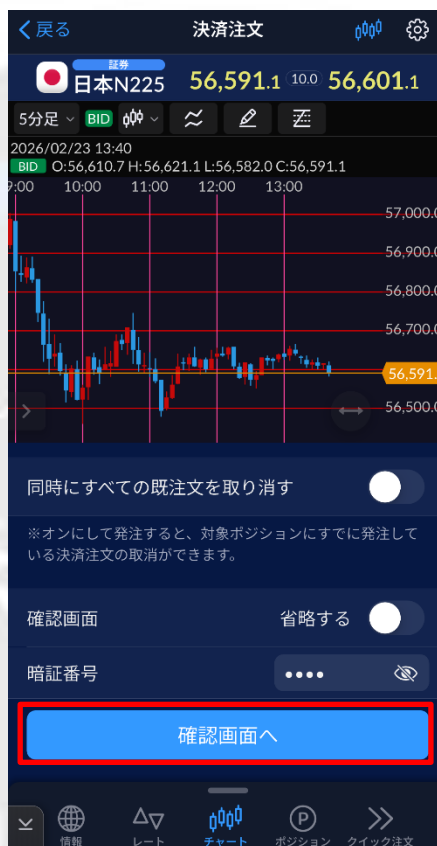 戻る 決済注文
証券
日本N225 56,591.1 10.0 56,601.1
5分足 BID
2026/02/23 13:40
BID O:56,610.7 H:56,621.1 L:56,582.0 C:56,591.1
9:00 10:00 11:00 12:00 13:00
57,000.0
56,900.0
56,800.0
56,700.0
56,591.
56,500.0
同時にすべての既注文を取り消す
※オンにして発注すると、対象ポジションにすでに発注して
いる決済注文の取消ができます。
確認画面 省略する
暗証番号 ••••
確認画面へ
情報 レート チャート ポジション クイック注文